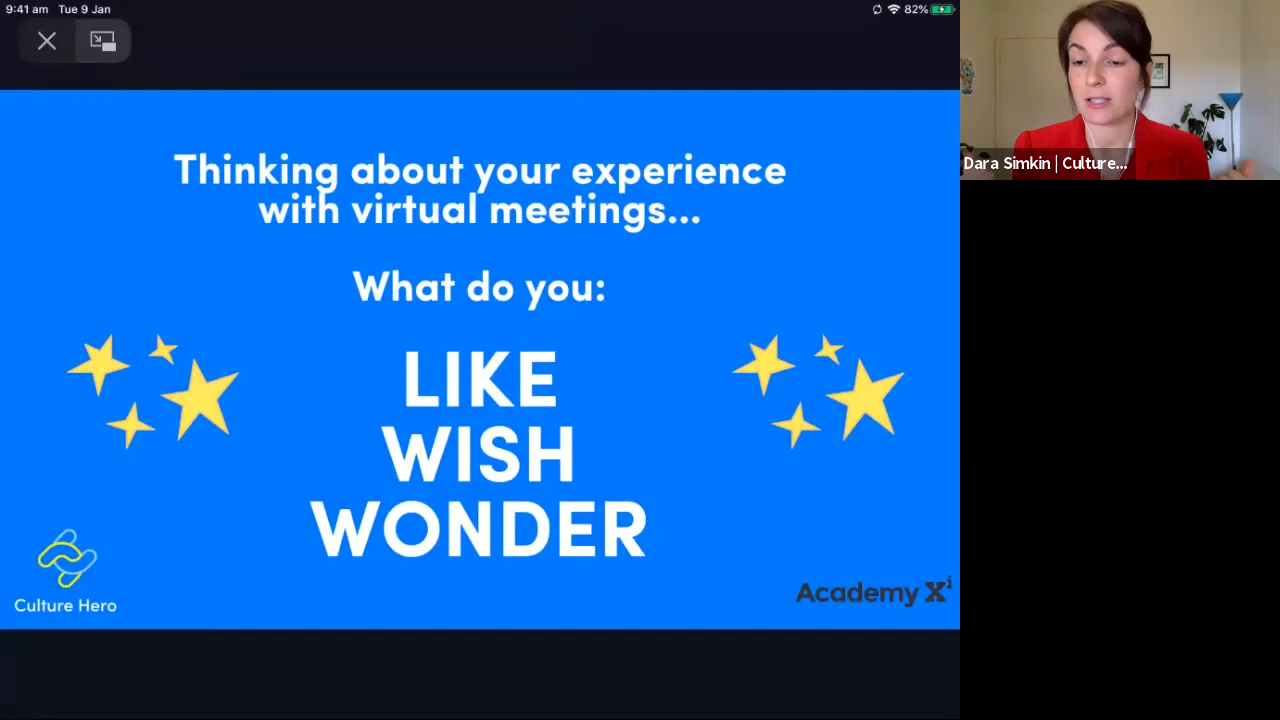 9:41 am Tue 9 Jan
82%
Thinking about your experience
with virtual meetings...
What do you:
LIKE
WISH
WONDER
Culture Hero
Academy Xi
Dara Simkin | Culture...